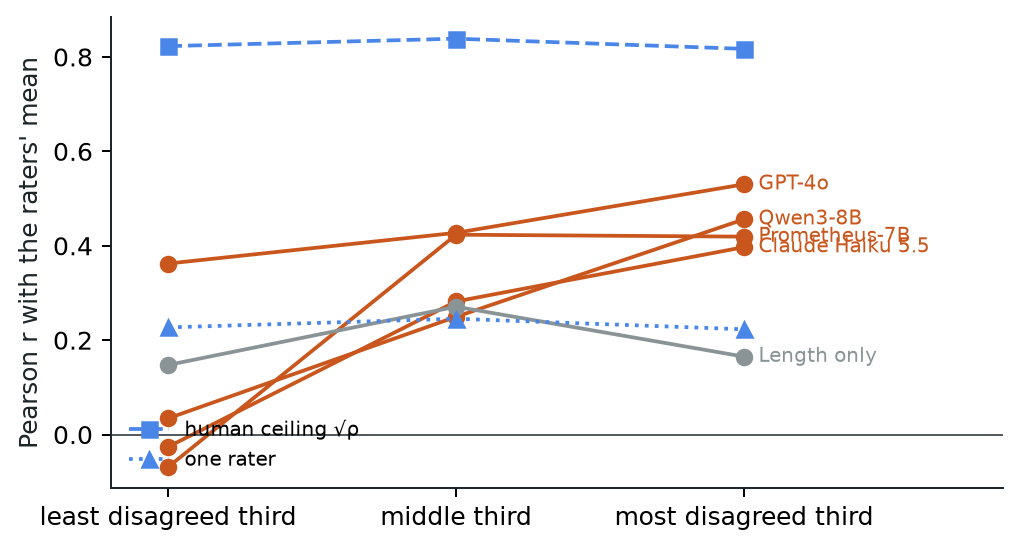 Pearson r with the raters' mean
0.8
0.6
0.4
0.2
0.0
GPT-4o
Qwen3-8B
Prometheus-7B
Claude Haiku 5.5
Length only
human ceiling √ρ
one rater
least disagreed third
middle third
most disagreed third